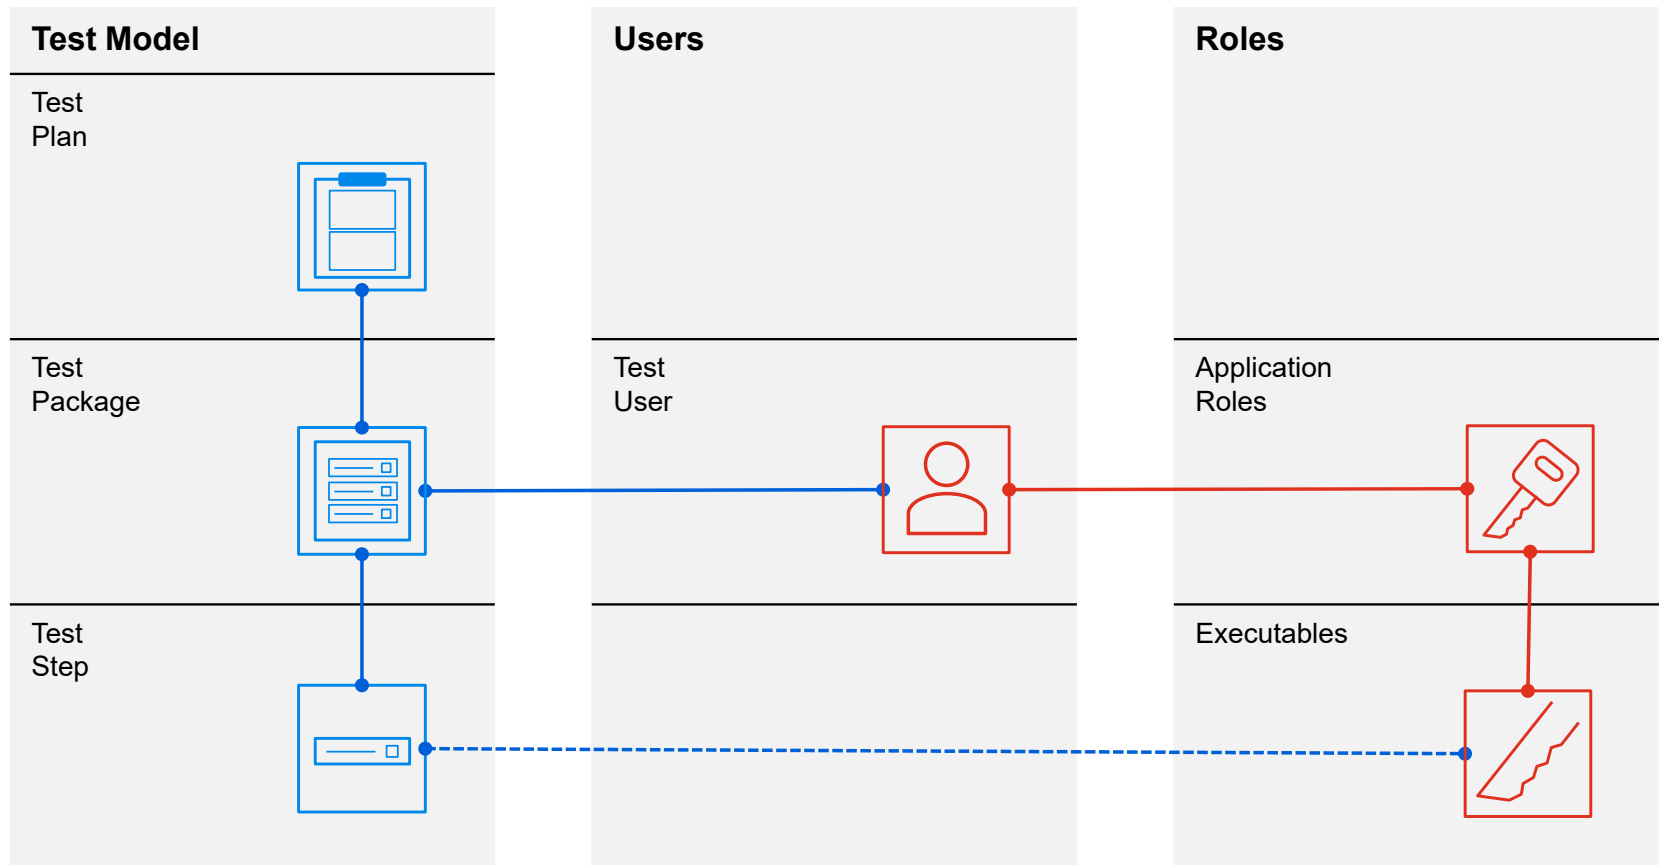 Test Model
Users
Roles
Test
Plan
Test
Package
Test
User
Application
Roles
Test
Step
Executables